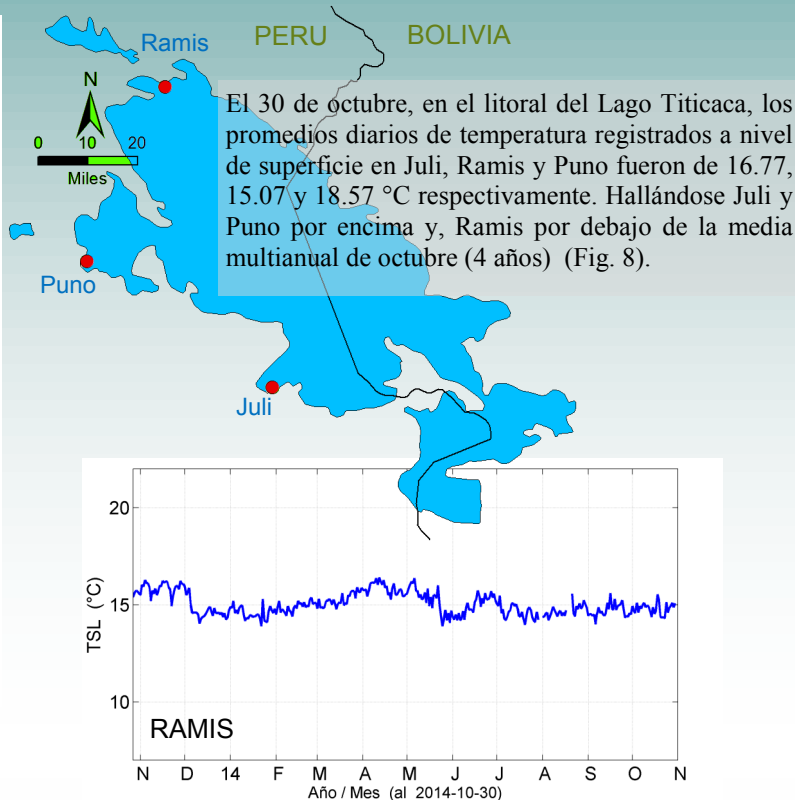 Ramis
PERU
BOLIVIA
N
0 10 20
Miles
El 30 de octubre, en el litoral del Lago Titicaca, los
promedios diarios de temperatura registrados a nivel
de superficie en Juli, Ramis y Puno fueron de 16.77,
15.07 y 18.57 °C respectivamente. Hallándose Juli y
Puno por encima y, Ramis por debajo de la media
multianual de octubre (4 años) (Fig. 8).
Puno
Juli
20
15
10
TSL (°C)
RAMIS
N D 14 F M A M J J A S O N
Año / Mes (al 2014-10-30)